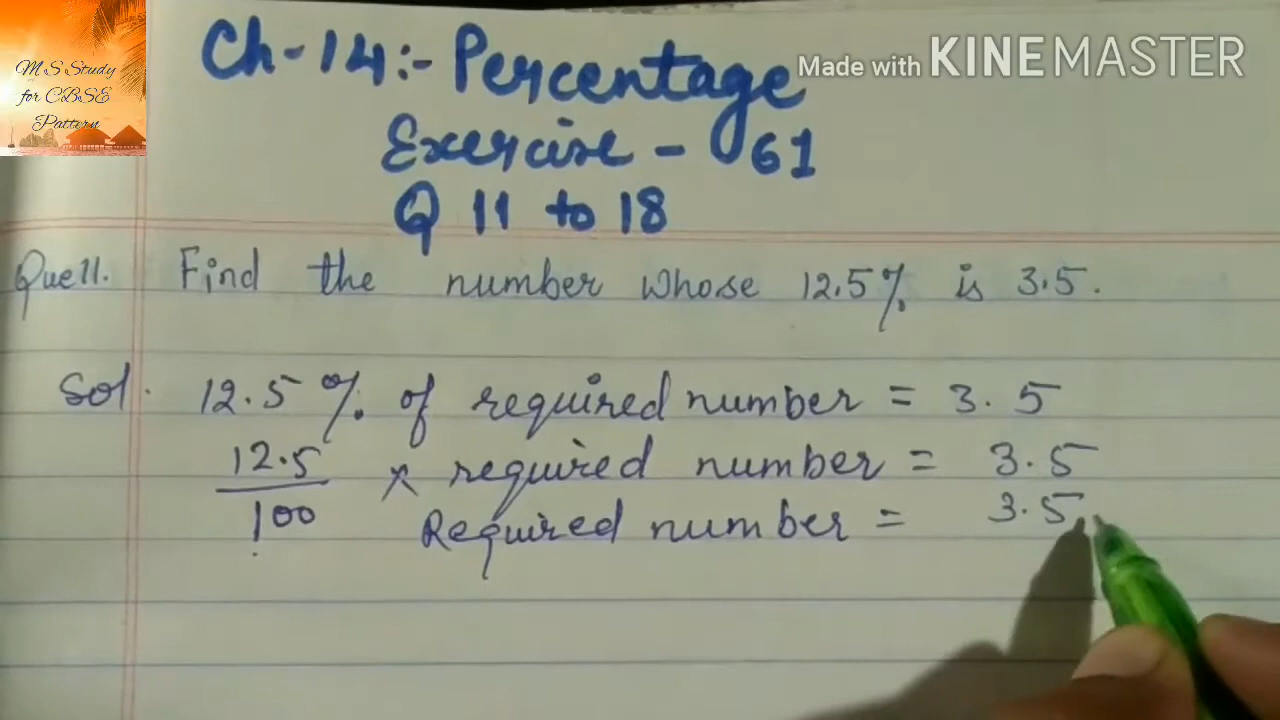 M.S Study
for CBSE
Pattern
Made with KINEMASTER
Ch-14:- Percentage
Exercise - 61
Q 11 to 18
Que11. Find the number whose 12.5% is 3.5.
Sol. 12.5% of required number = 3.5
12.5/100 × required number = 3.5
Required number = 3.5